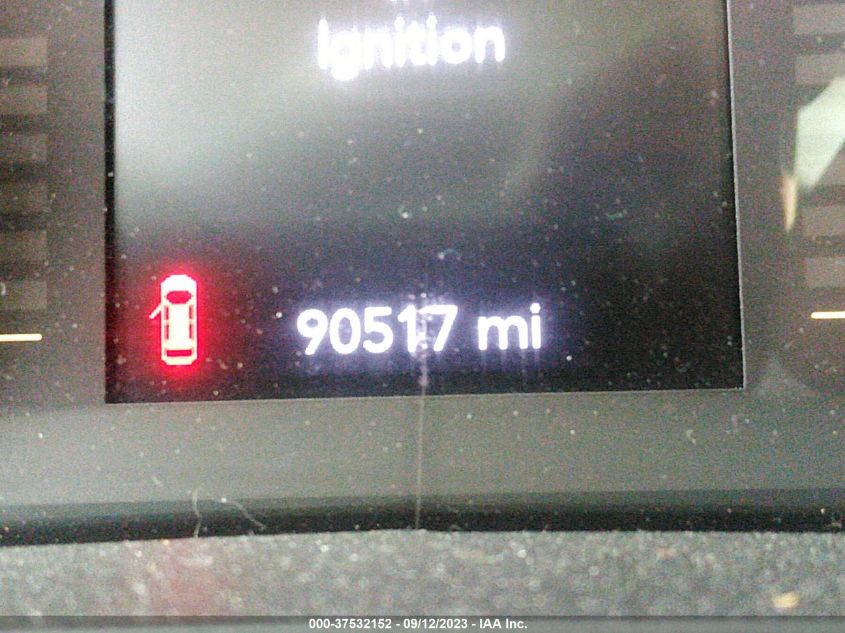 Ignition
90517 mi
000-37532152 - 09/12/2023 - IAA Inc.